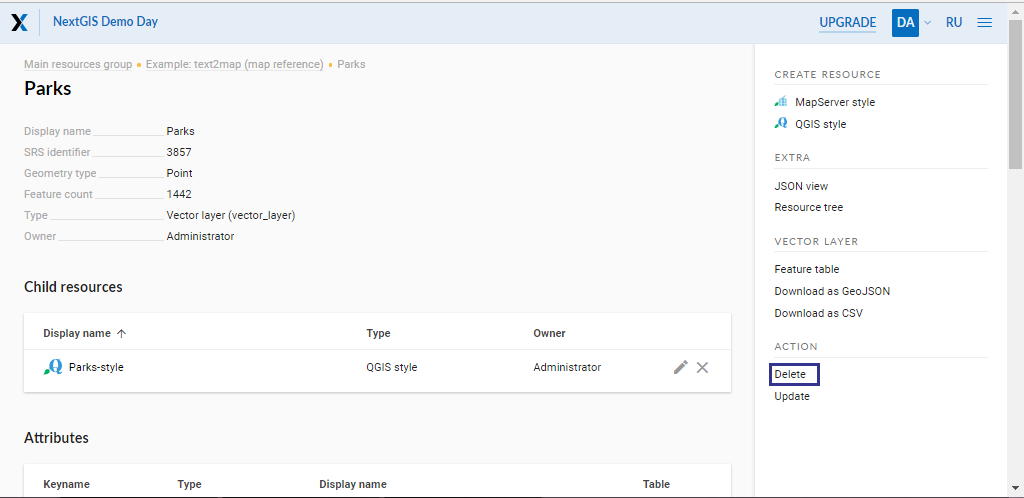 NextGIS Demo Day
UPGRADE DA RU
Main resources group • Example: text2map (map reference) • Parks
Parks
Display name Parks
SRS identifier 3857
Geometry type Point
Feature count 1442
Type Vector layer (vector_layer)
Owner Administrator
Child resources
Display name ↑ Type Owner
Parks-style QGIS style Administrator
Attributes
Keyname Type Display name Table
CREATE RESOURCE
MapServer style
QGIS style
EXTRA
JSON view
Resource tree
VECTOR LAYER
Feature table
Download as GeoJSON
Download as CSV
ACTION
Delete
Update